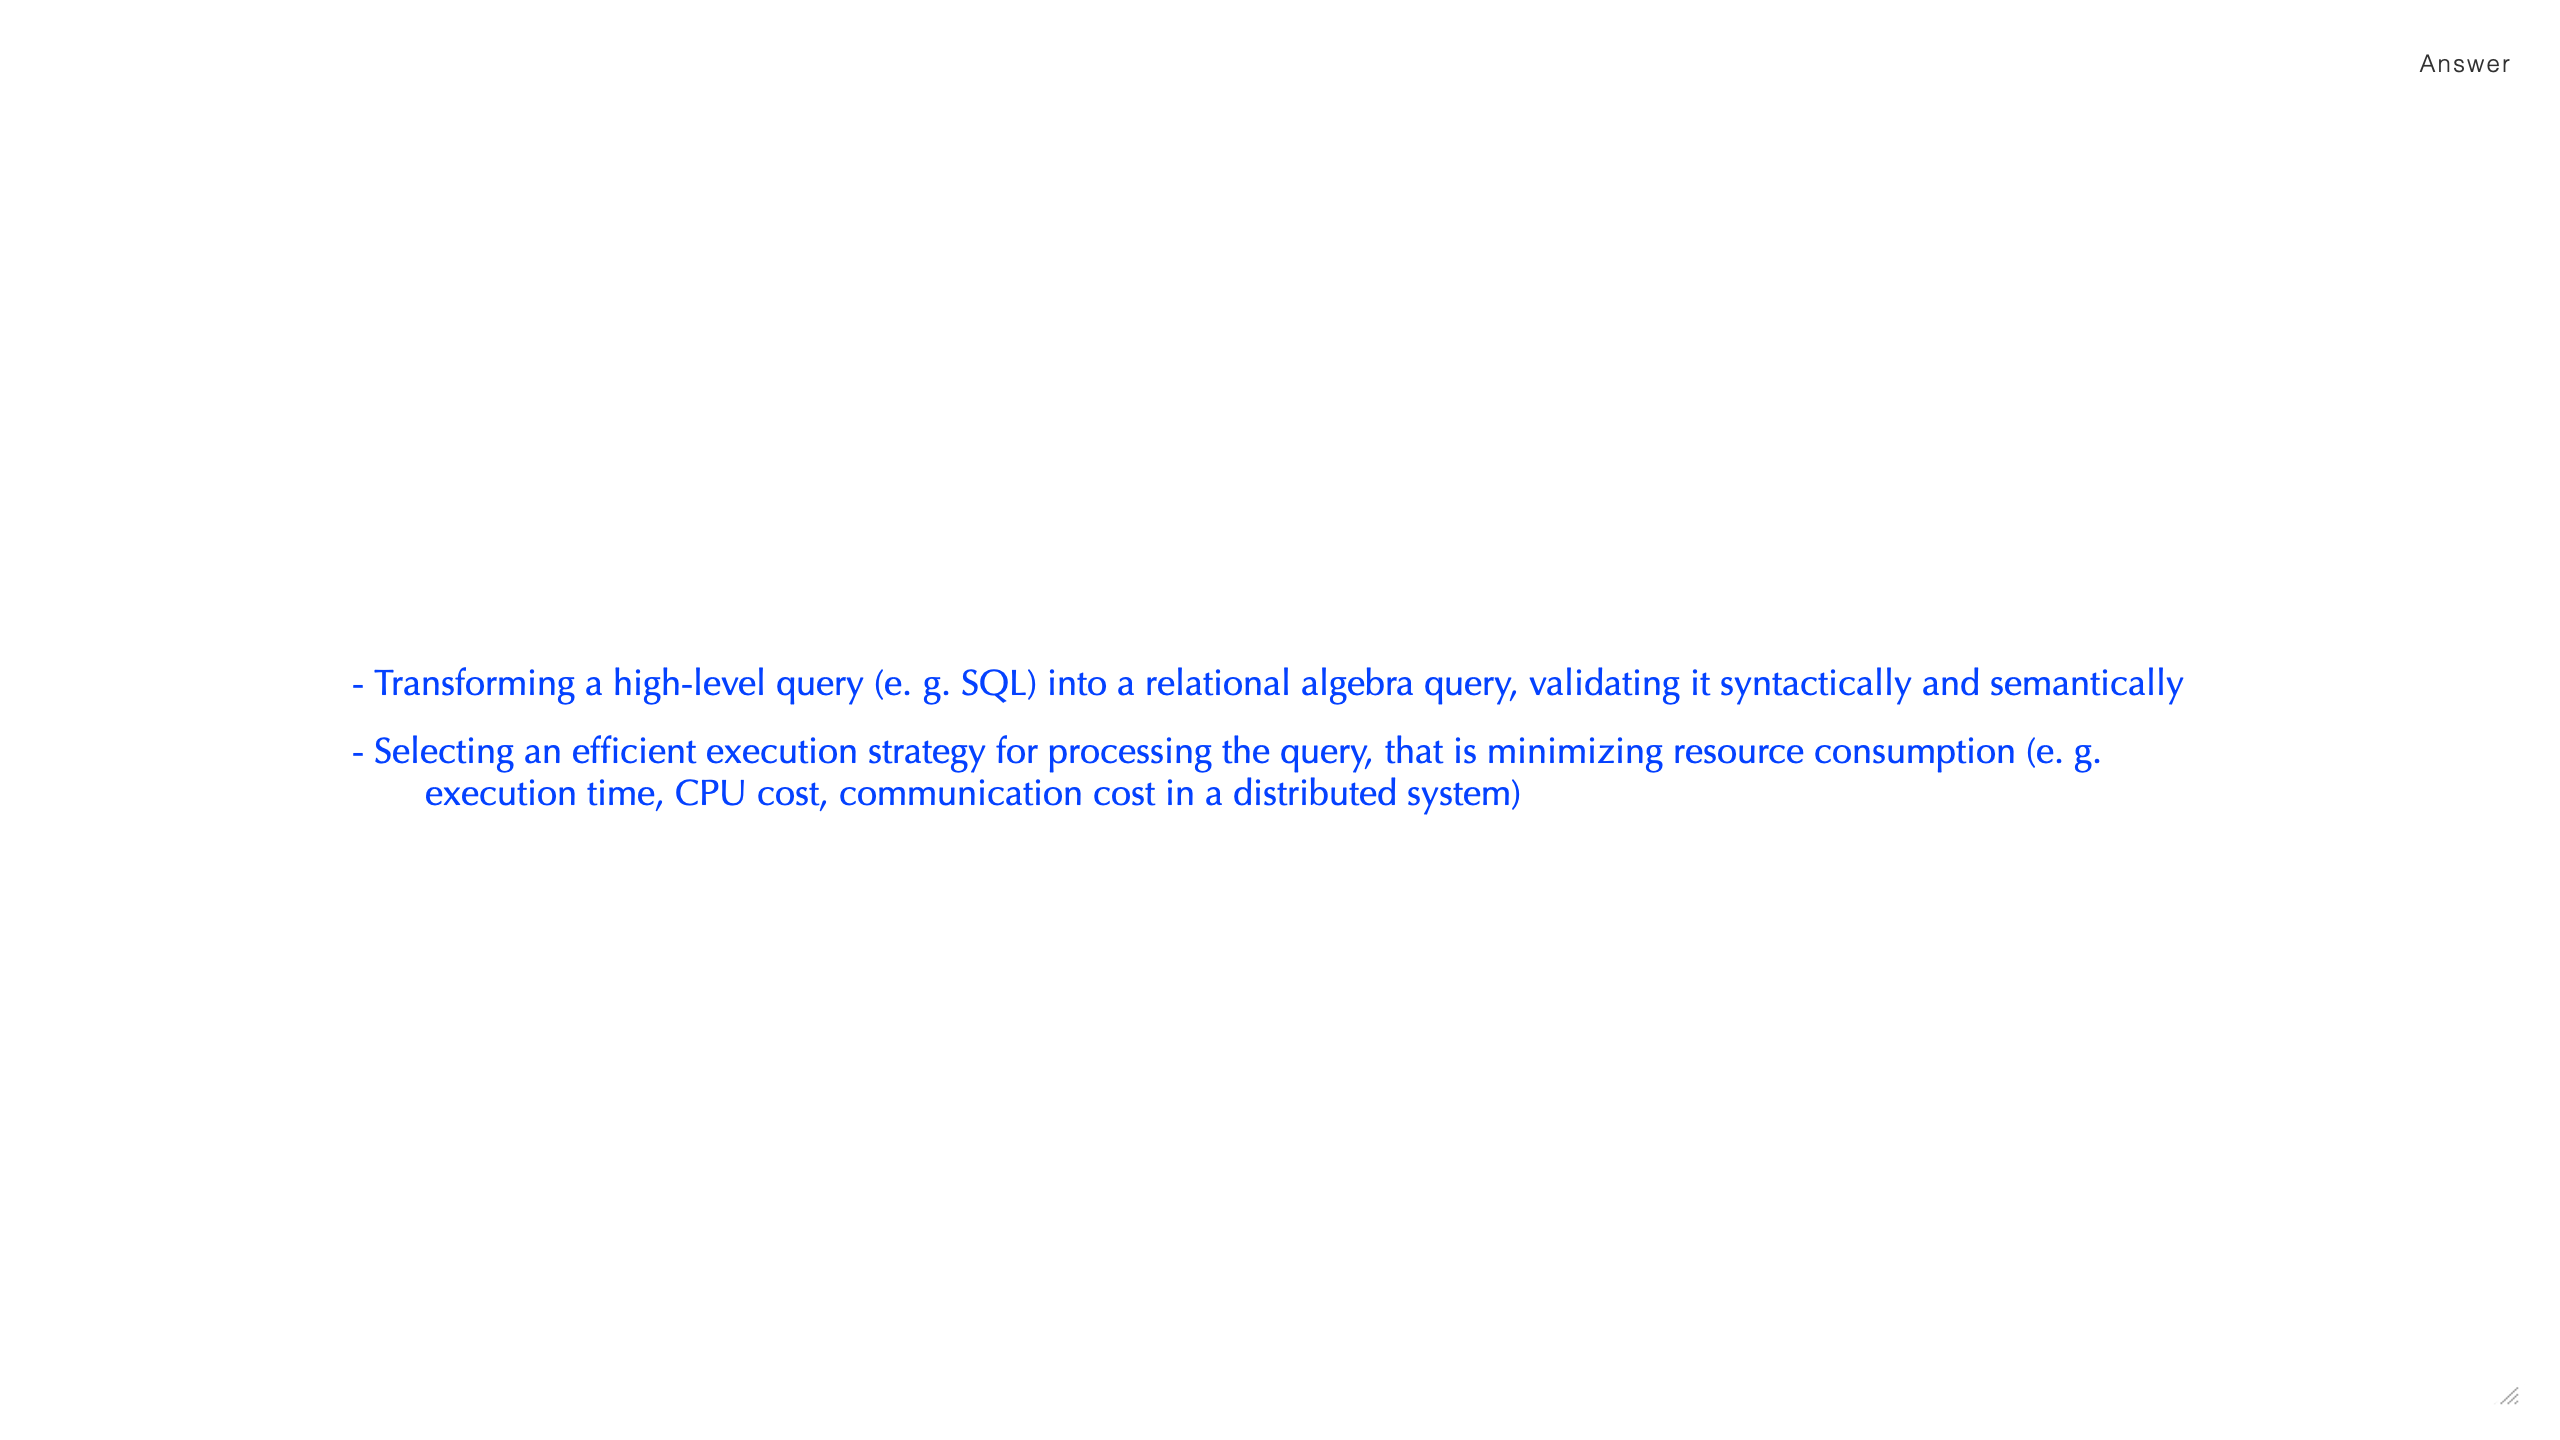 Answer
- Transforming a high-level query (e. g. SQL) into a relational algebra query, validating it syntactically and semantically
- Selecting an efficient execution strategy for processing the query, that is minimizing resource consumption (e. g.
execution time, CPU cost, communication cost in a distributed system)